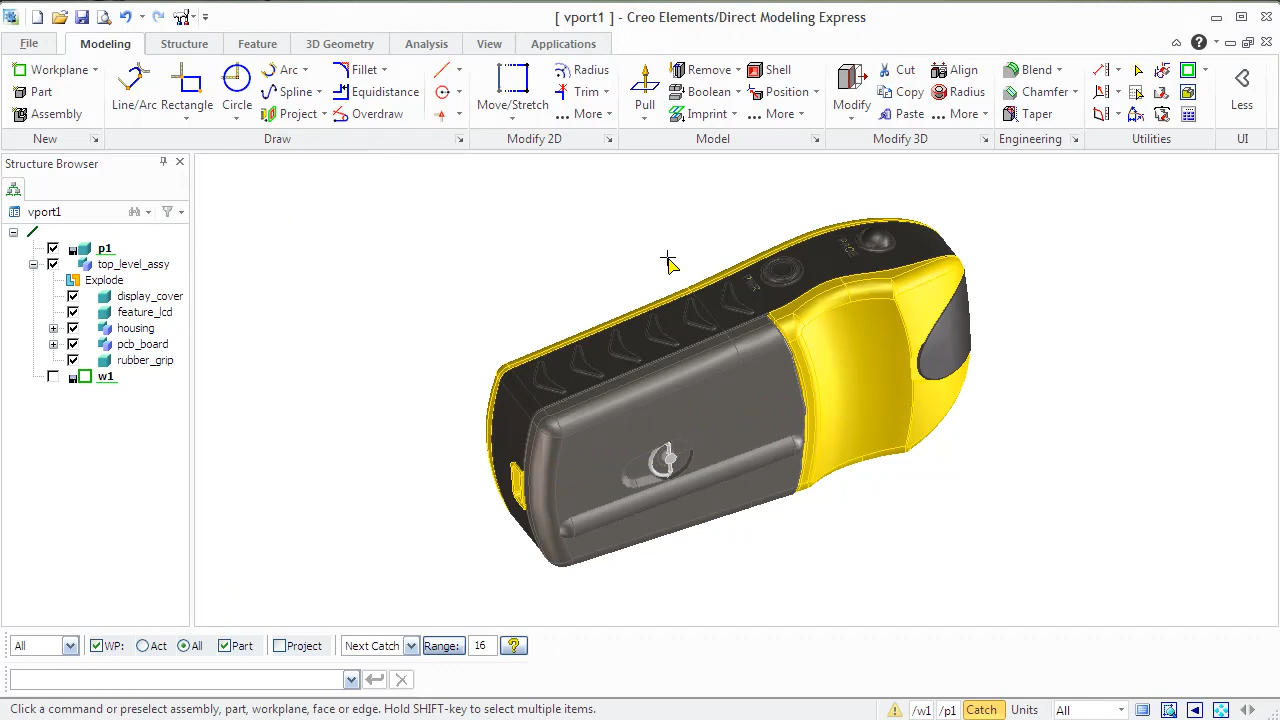 [ vport1 ] - Creo Elements/Direct Modeling Express
File Modeling Structure Feature 3D Geometry Analysis View Applications
Workplane Part Assembly New
Line/Arc Rectangle Circle Arc Spline Project Fillet Equidistance Overdraw Draw
Move/Stretch Radius Trim More Modify 2D
Pull Remove Boolean Imprint Shell Position More Model
Modify Cut Copy Paste Align Radius More Modify 3D
Blend Chamfer Taper Engineering
Utilities
Less UI
Structure Browser
vport1
p1
top_level_assy
Explode
display_cover
feature_lcd
housing
pcb_board
rubber_grip
w1
PAGE
PWR
All WP: Act All Part Project Next Catch Range: 16
Click a command or preselect assembly, part, workplane, face or edge. Hold SHIFT-key to select multiple items.
/w1 /p1 Catch Units All